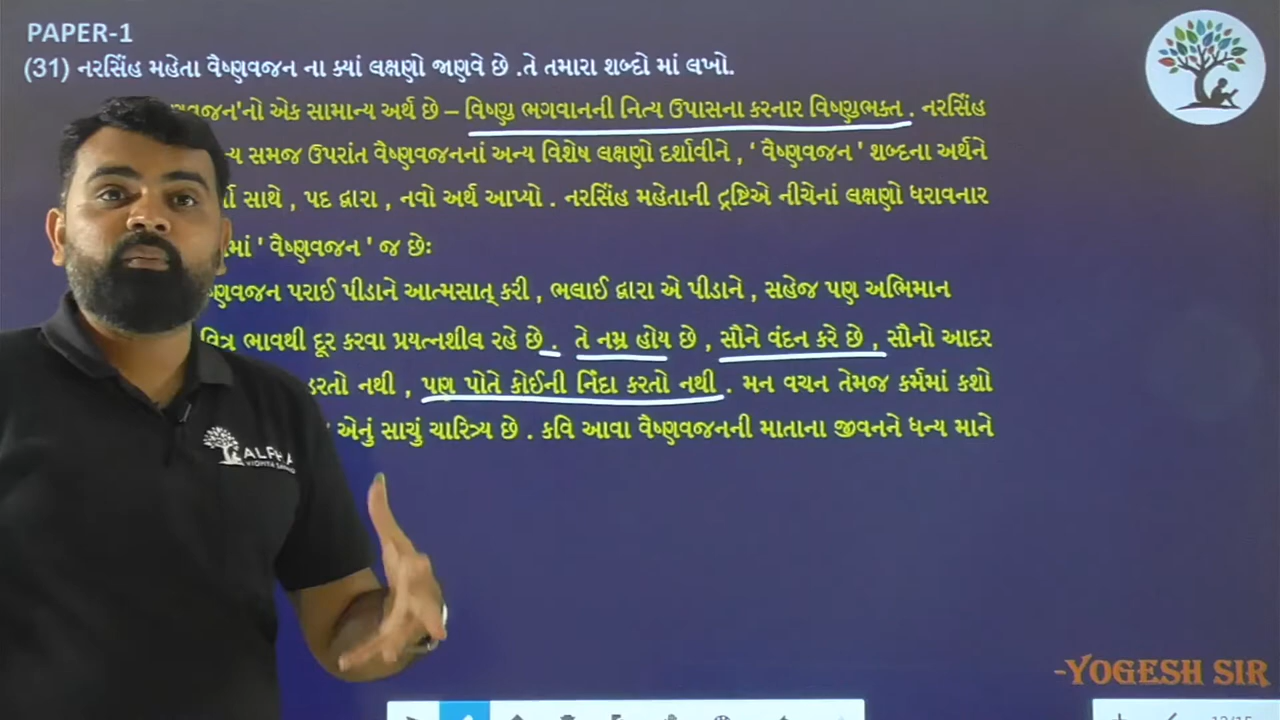 PAPER-1
(31) નરસિંહ મહેતા વૈષ્ણવજન ના ક્યાં લક્ષણો જાણવે છે .તે તમારા શબ્દો માં લખો.
નો એક સામાન્ય અર્થ છે – વિષ્ણુ ભગવાનની નિત્ય ઉપાસના કરનાર વિષ્ણુભક્ત . નરસિંહ
સમજ ઉપરાંત વૈષ્ણવજનનાં અન્ય વિશેષ લક્ષણો દર્શાવીને , ' વૈષ્ણવજન ' શબ્દના અર્થને
સાથે , પદ દ્વારા , નવો અર્થ આપ્યો . નરસિંહ મહેતાની દ્રષ્ટિએ નીચેનાં લક્ષણો ધરાવનાર
' વૈષ્ણવજન ' જ છેઃ
પરાઈ પીડાને આત્મસાત્ કરી , ભલાઈ દ્વારા એ પીડાને , સહેજ પણ અભિમાન
ભાવથી દૂર કરવા પ્રયત્નશીલ રહે છે . તે નમ્ર હોય છે , સૌને વંદન કરે છે , સૌનો આદર
નથી , પણ પોતે કોઈની નિંદા કરતો નથી . મન વચન તેમજ કર્મમાં કશો
' એનું સાચું ચારિત્ર્ય છે . કવિ આવા વૈષ્ણવજનની માતાના જીવનને ધન્ય માને
-YOGESH SIR